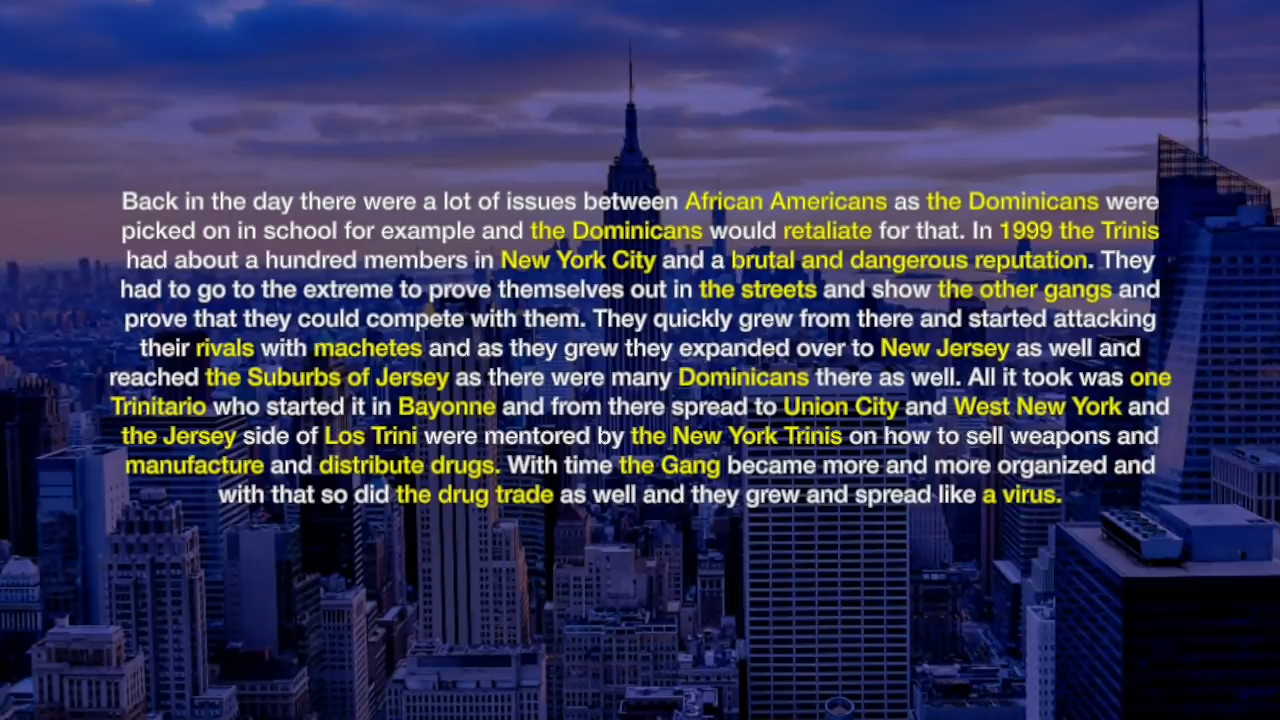 Back in the day there were a lot of issues between African Americans as the Dominicans were
picked on in school for example and the Dominicans would retaliate for that. In 1999 the Trinis
had about a hundred members in New York City and a brutal and dangerous reputation. They
had to go to the extreme to prove themselves out in the streets and show the other gangs and
prove that they could compete with them. They quickly grew from there and started attacking
their rivals with machetes and as they grew they expanded over to New Jersey as well and
reached the Suburbs of Jersey as there were many Dominicans there as well. All it took was one
Trinitario who started it in Bayonne and from there spread to Union City and West New York and
the Jersey side of Los Trini were mentored by the New York Trinis on how to sell weapons and
manufacture and distribute drugs. With time the Gang became more and more organized and
with that so did the drug trade as well and they grew and spread like a virus.